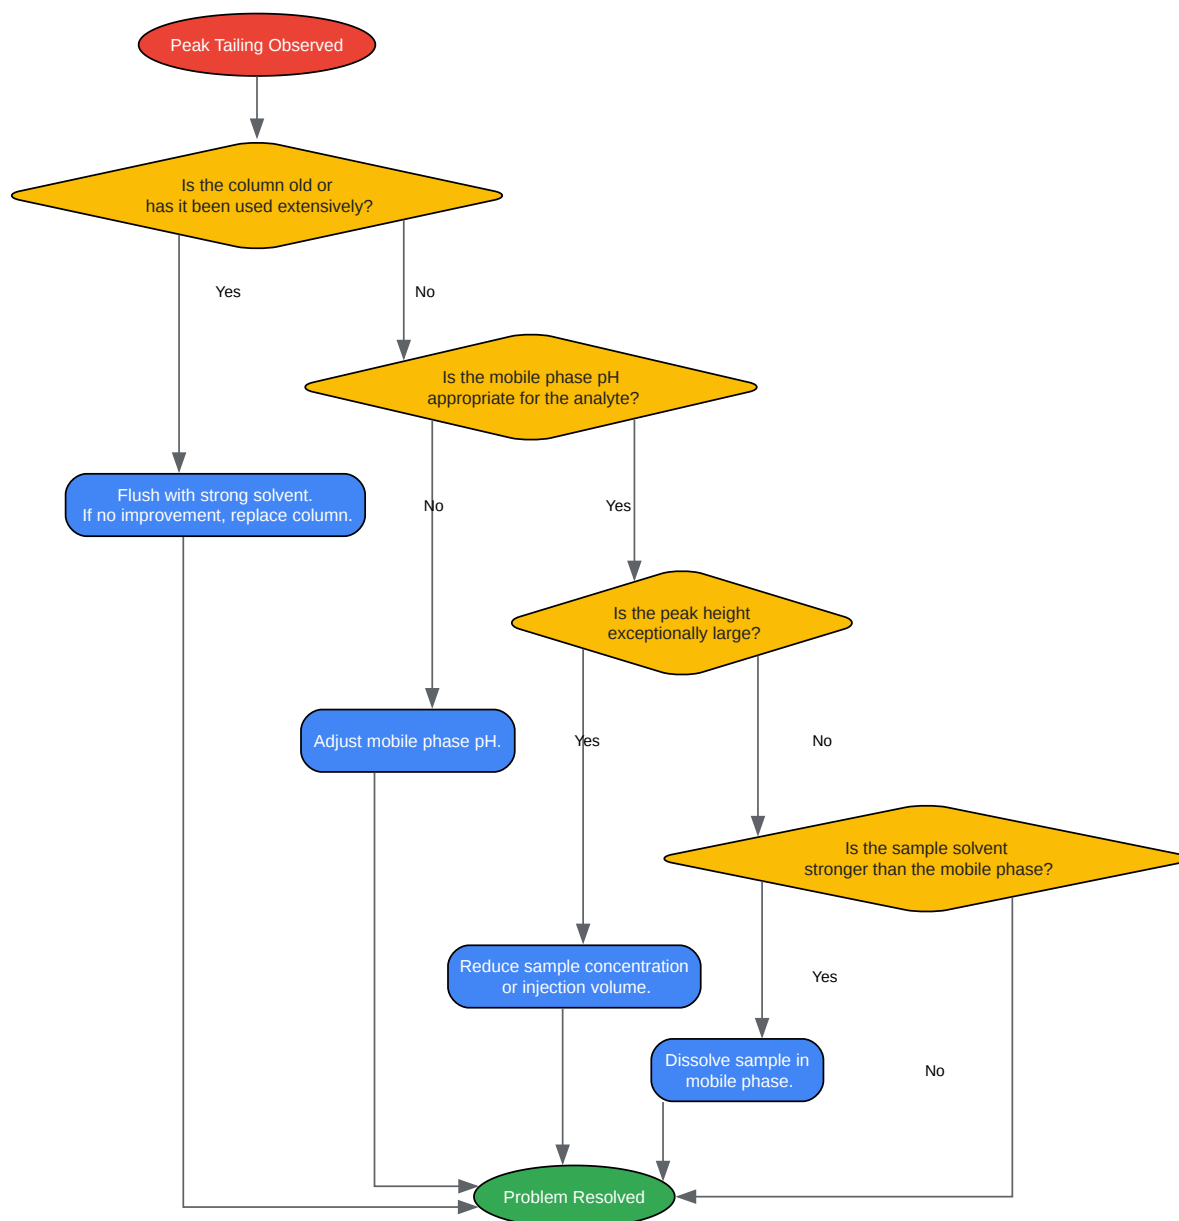 Peak Tailing Observed
Is the column old or
has it been used extensively?
Yes
No
Is the mobile phase pH
appropriate for the analyte?
Flush with strong solvent.
If no improvement, replace column.
No
Yes
Is the peak height
exceptionally large?
Adjust mobile phase pH.
Yes
No
Is the sample solvent
stronger than the mobile phase?
Reduce sample concentration
or injection volume.
Yes
Dissolve sample in
mobile phase.
No
Problem Resolved